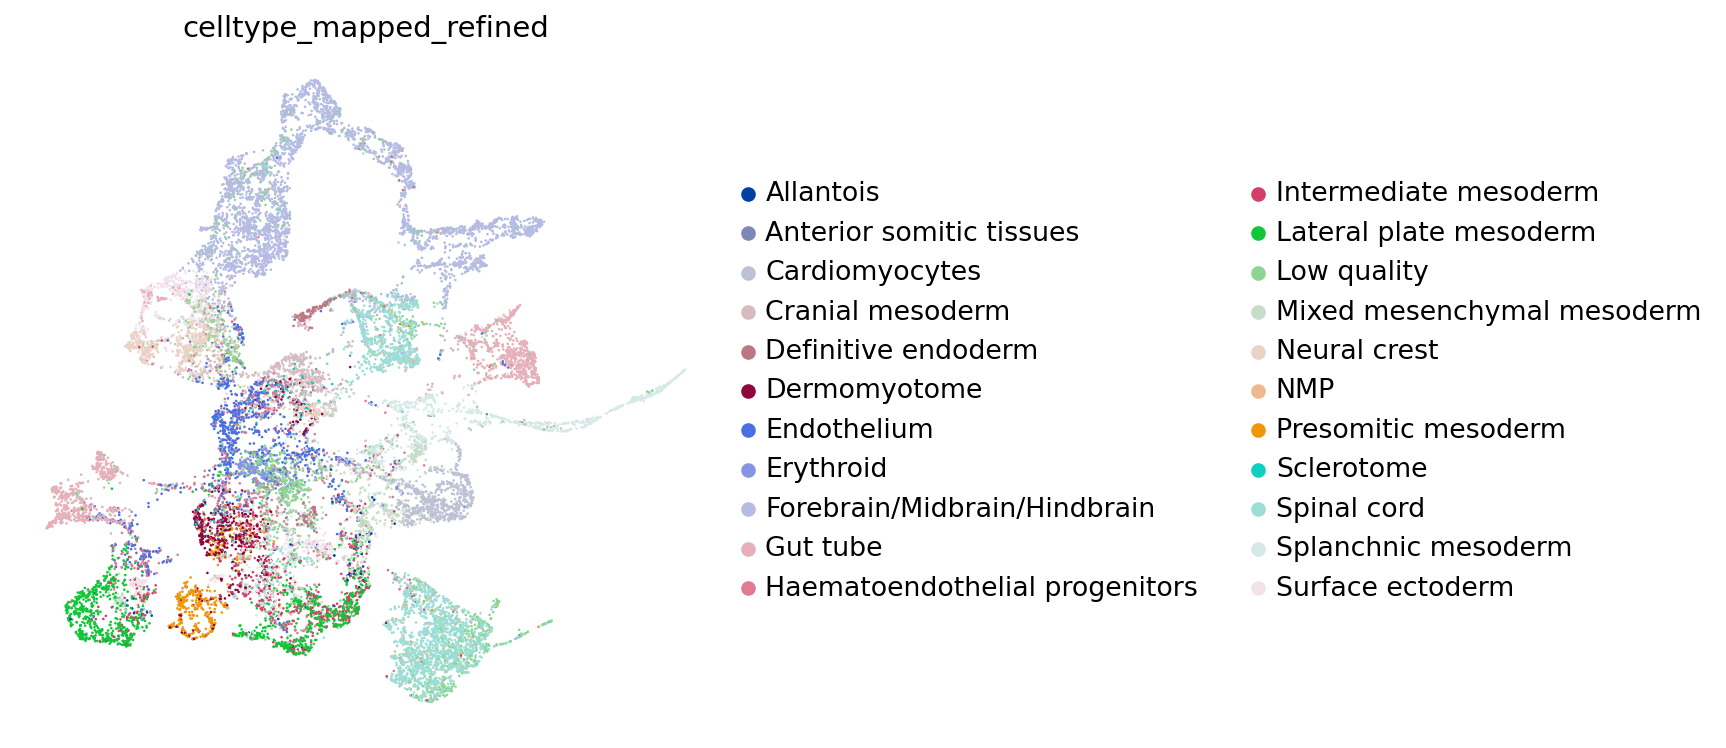 celltype_mapped_refined
Allantois
Anterior somitic tissues
Cardiomyocytes
Cranial mesoderm
Definitive endoderm
Dermomyotome
Endothelium
Erythroid
Forebrain/Midbrain/Hindbrain
Gut tube
Haematoendothelial progenitors
Intermediate mesoderm
Lateral plate mesoderm
Low quality
Mixed mesenchymal mesoderm
Neural crest
NMP
Presomitic mesoderm
Sclerotome
Spinal cord
Splanchnic mesoderm
Surface ectoderm